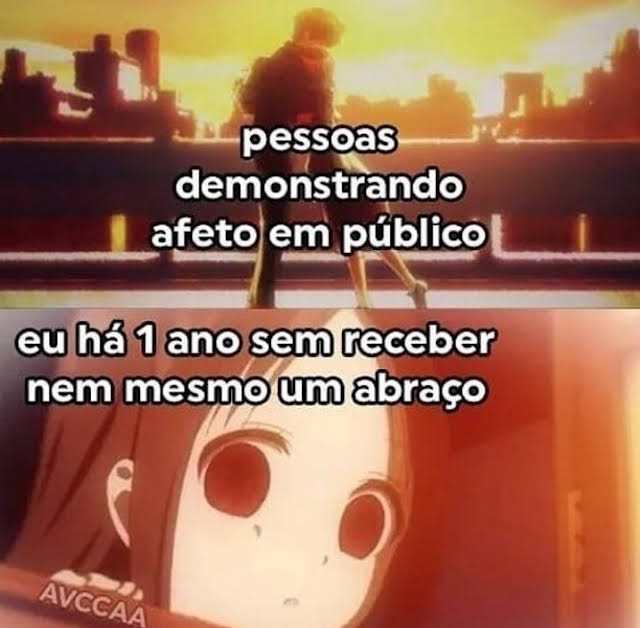 pessoas
demonstrando
afeto em público
eu há 1 ano sem receber
nem mesmo um abraço
AVCCAA